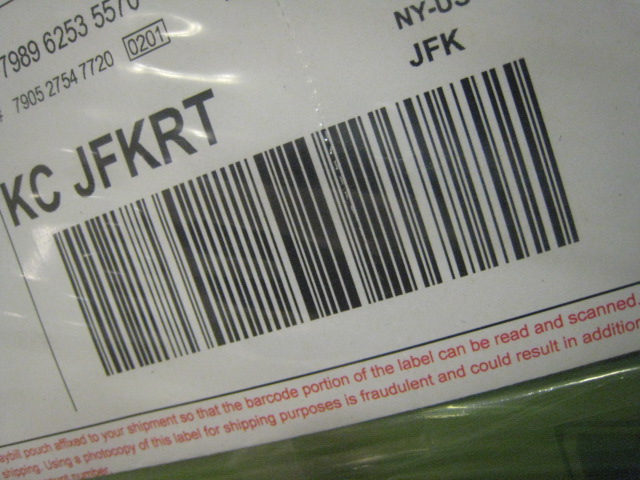 7989 6253 5570
NY-US
# 7905 2754 7720 0201
JFK
KC JFKRT
pouch affixed to your shipment so that the barcode portion of the label can be read and scanned.
shipping. Using a photocopy of this label for shipping purposes is fraudulent and could result in addition
number.